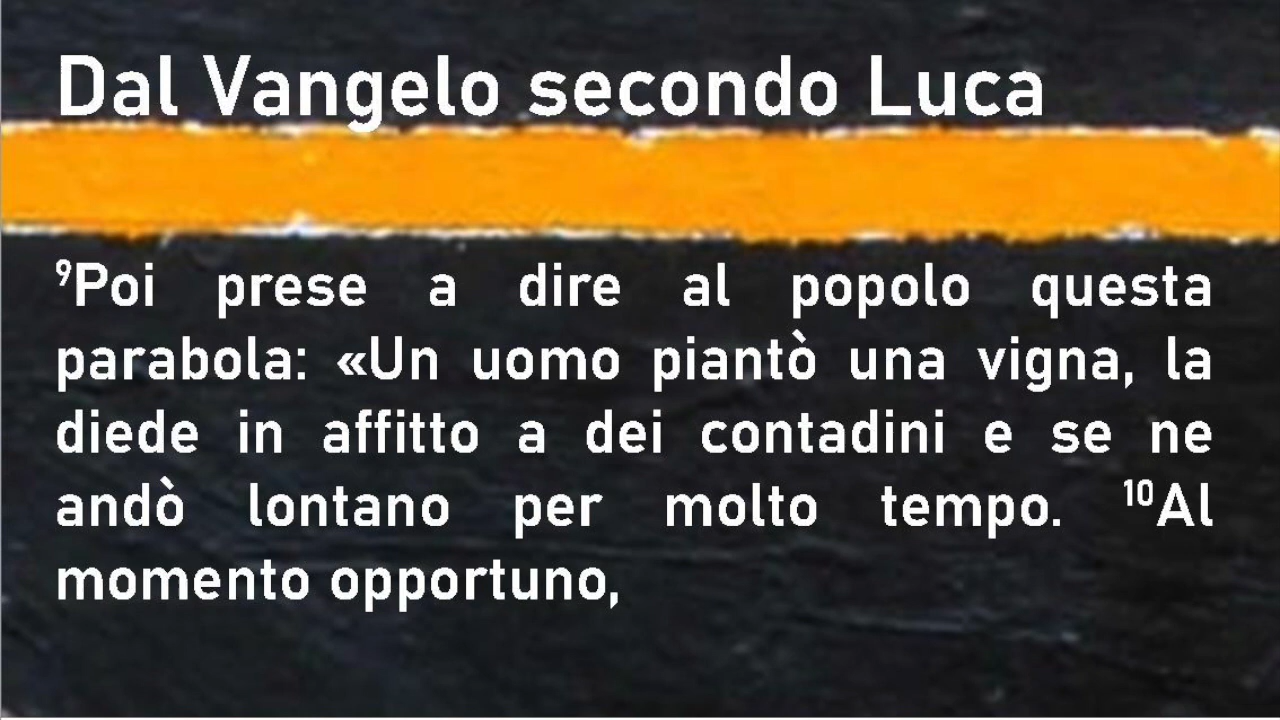 Dal Vangelo secondo Luca
⁹Poi prese a dire al popolo questa
parabola: «Un uomo piantò una vigna, la
diede in affitto a dei contadini e se ne
andò lontano per molto tempo. ¹⁰Al
momento opportuno,